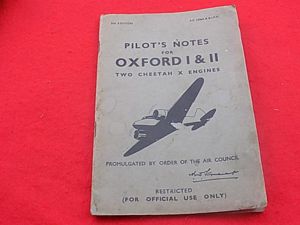 PILOT'S NOTES
FOR
OXFORD I & II
TWO CHEETAH X ENGINES
PROMULGATED BY ORDER OF THE AIR COUNCIL
RESTRICTED
(FOR OFFICIAL USE ONLY)